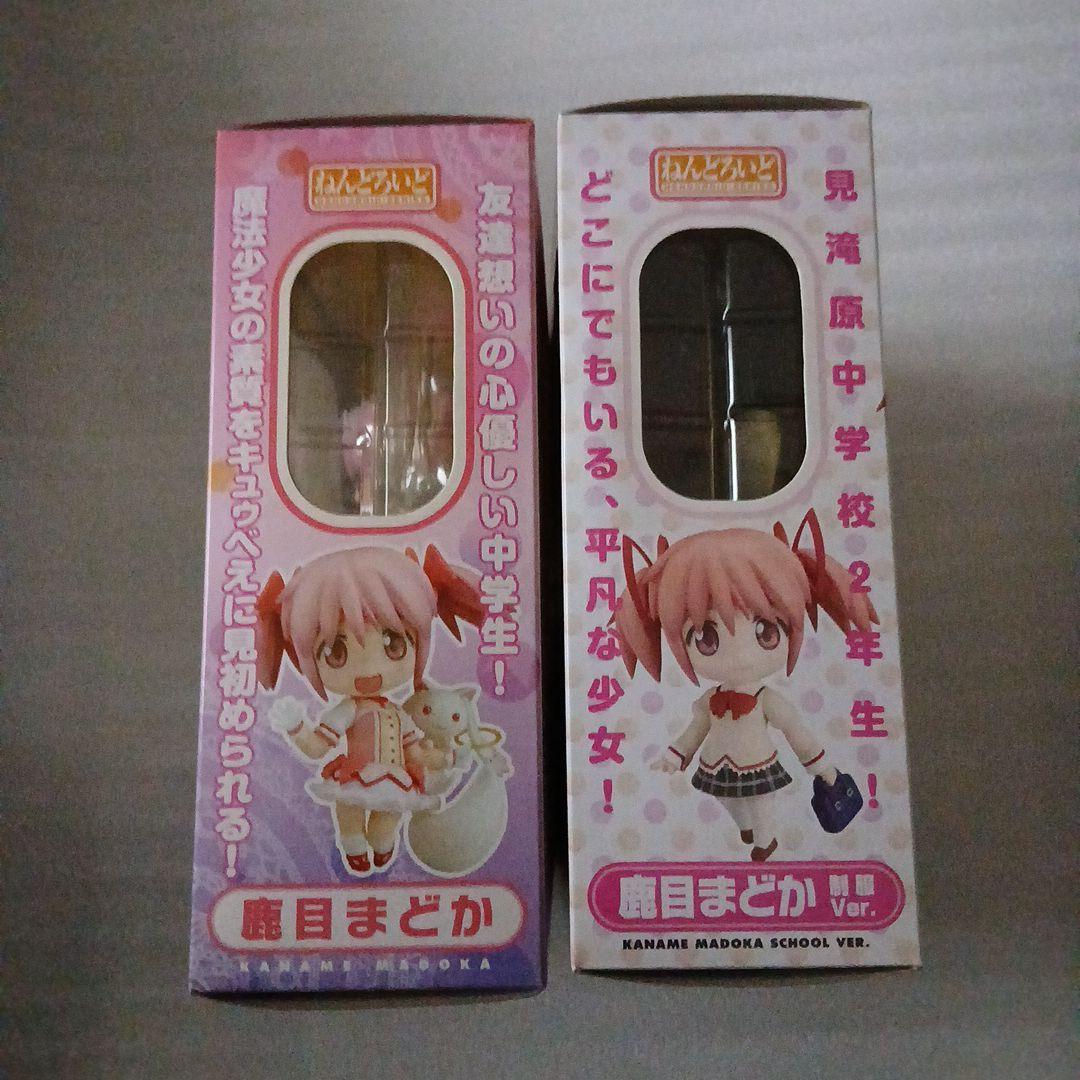 ねんどろいど
友達想いの心優しい中学生！
魔法少女の素質をキュゥべえに見初められる！
鹿目まどか
KANAME MADOKA
ねんどろいど
見滝原中学校2年生！
どこにでもいる、平凡な少女！
鹿目まどか 制服 Ver.
KANAME MADOKA SCHOOL VER.